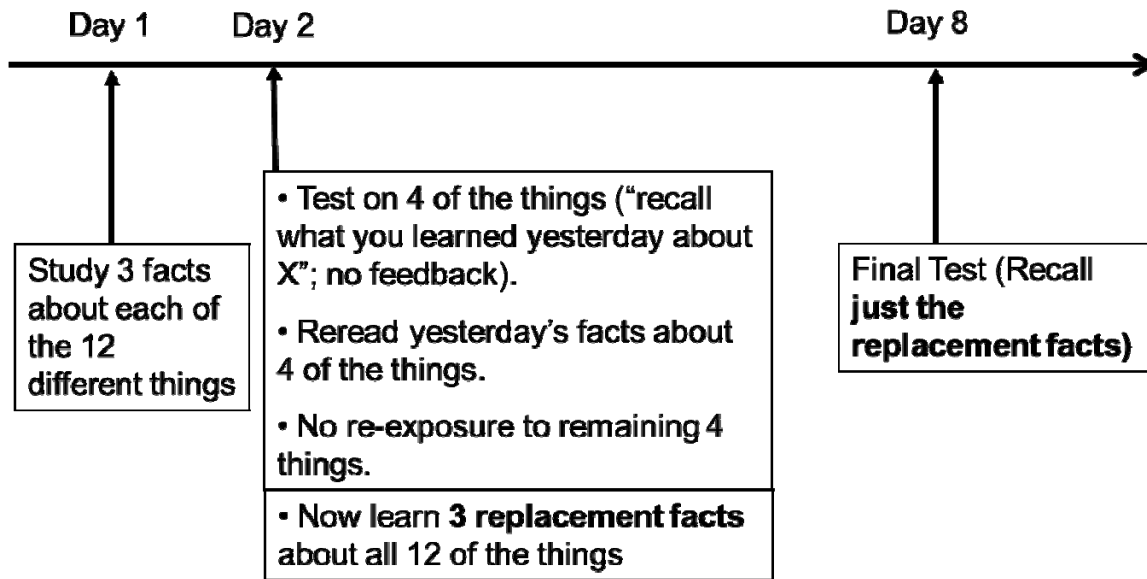 Day 1
Day 2
Day 8
Study 3 facts
about each of
the 12
different things
• Test on 4 of the things (“recall
what you learned yesterday about
X”; no feedback).
• Reread yesterday’s facts about
4 of the things.
• No re-exposure to remaining 4
things.
• Now learn 3 replacement facts
about all 12 of the things
Final Test (Recall
just the
replacement facts)